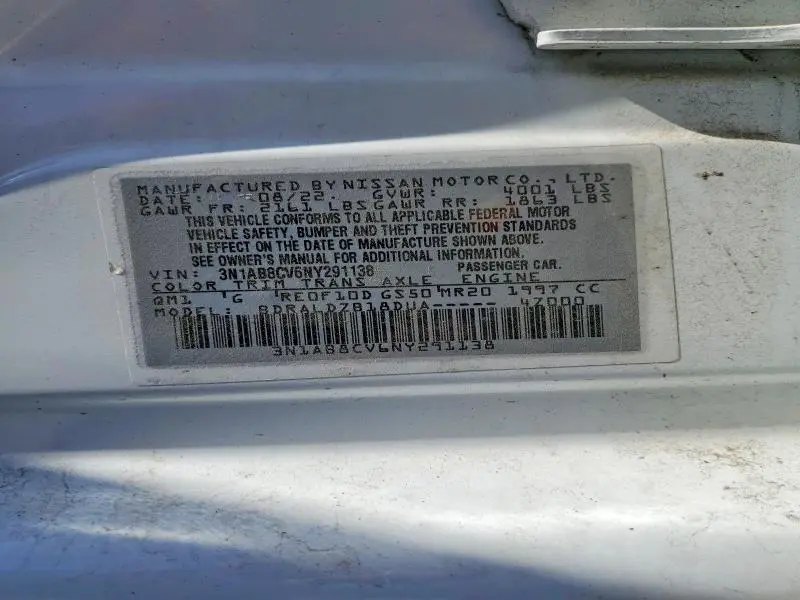 MANUFACTURED BY NISSAN MOTOR CO., LTD.
DATE: 08/22 GVWR: 4001 LBS
GAWR FR: 2161 LBS GAWR RR: 1863 LBS
THIS VEHICLE CONFORMS TO ALL APPLICABLE FEDERAL MOTOR
VEHICLE SAFETY, BUMPER AND THEFT PREVENTION STANDARDS
IN EFFECT ON THE DATE OF MANUFACTURE SHOWN ABOVE.
SEE OWNER'S MANUAL FOR ADDITIONAL INFORMATION.
VIN: 3N1AB8CV6NY291138 PASSENGER CAR.
COLOR TRIM TRANS AXLE ENGINE
QM1 G RE0F10D GS50 MR20 1997 CC
MODEL: BDRALDZB18DUA----- 47000
3N1AB8CV6NY291138